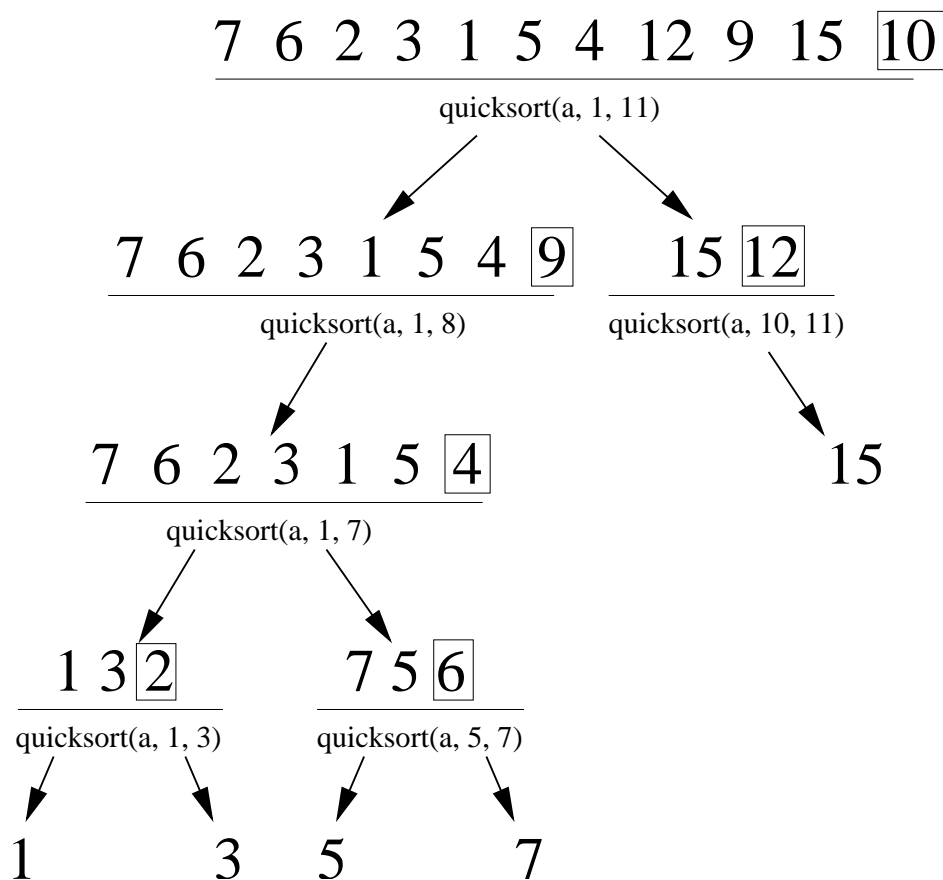 7 6 2 3 1 5 4 12 9 15 10
quicksort(a, 1, 11)
7 6 2 3 1 5 4 9
15 12
quicksort(a, 1, 8)
quicksort(a, 10, 11)
7 6 2 3 1 5 4
15
quicksort(a, 1, 7)
1 3 2
7 5 6
quicksort(a, 1, 3)
quicksort(a, 5, 7)
1
3
5
7